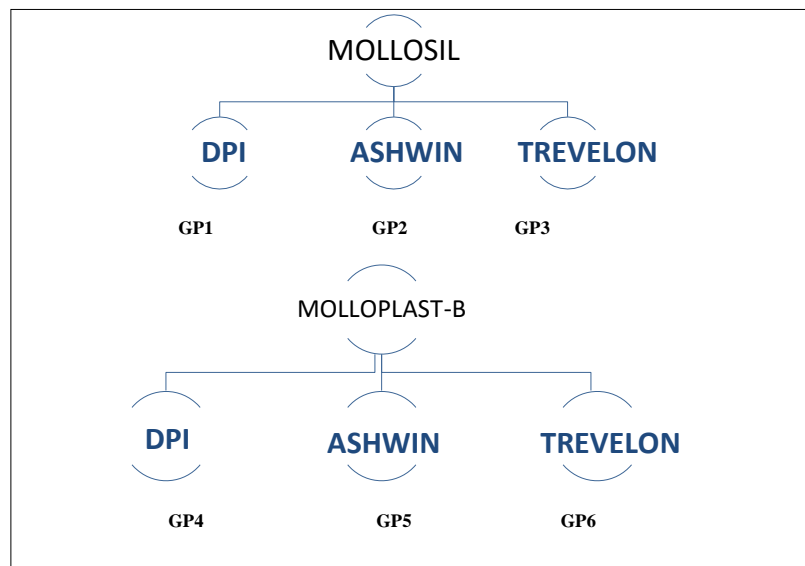 MOLLOSIL
DPI ASHWIN TREVELON
GP1 GP2 GP3
MOLLOPLAST-B
DPI ASHWIN TREVELON
GP4 GP5 GP6